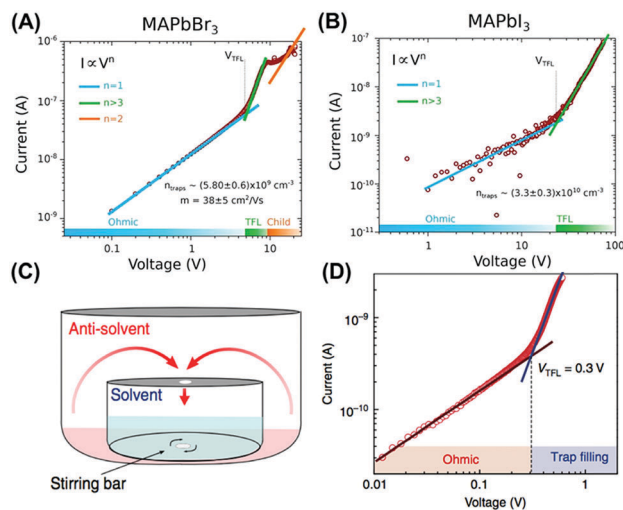 (A) MAPbBr₃
10⁻⁶
10⁻⁷
10⁻⁸
10⁻⁹
Current (A)
I∝Vⁿ
n=1
n>3
n=2
V_TFL
n_traps ~ (5.80±0.6)x10⁹ cm⁻³
m = 38±5 cm²/Vs
Ohmic TFL Child
0.1 1 10
Voltage (V)
(B) MAPbI₃
10⁻⁷
10⁻⁸
10⁻⁹
10⁻¹⁰
10⁻¹¹
Current (A)
I∝Vⁿ
n=1
n>3
V_TFL
n_traps ~ (3.3±0.3)x10¹⁰ cm⁻³
Ohmic TFL
1 10 100
Voltage (V)
(C)
Anti-solvent
Solvent
Stirring bar
(D)
10⁻⁹
10⁻¹⁰
Current (A)
V_TFL = 0.3 V
Ohmic Trap filling
0.01 0.1 1
Voltage (V)